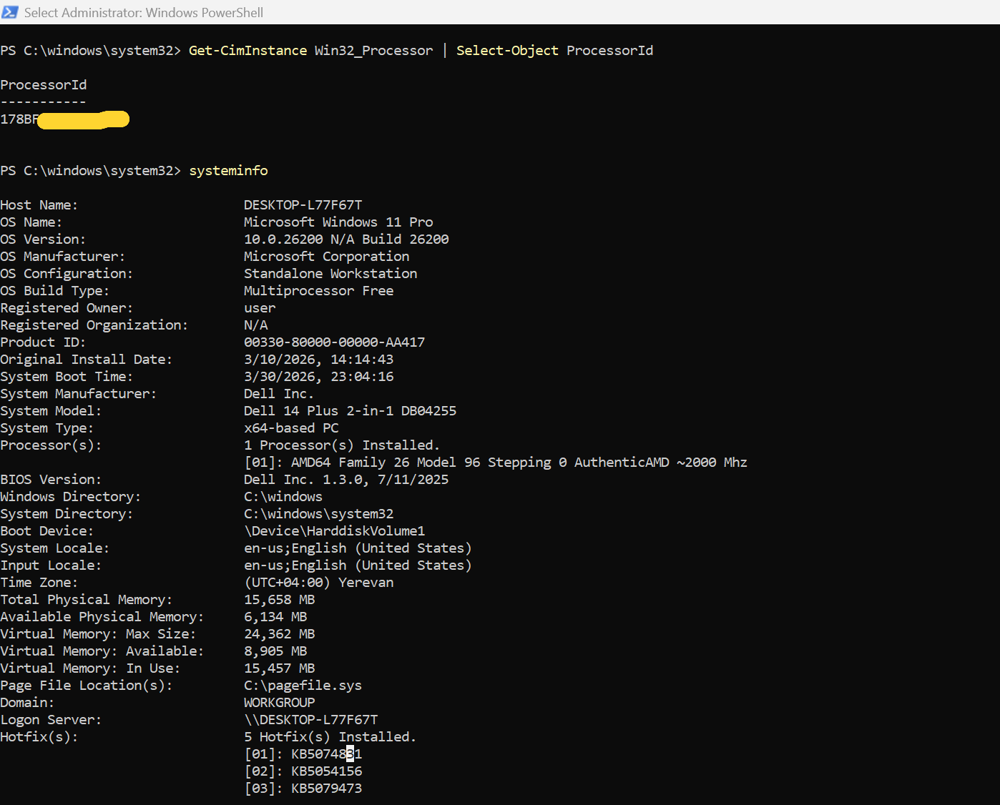 Select Administrator: Windows PowerShell
PS C:\windows\system32> Get-CimInstance Win32_Processor | Select-Object ProcessorId
ProcessorId
-----------
178BF
PS C:\windows\system32> systeminfo
Host Name: DESKTOP-L77F67T
OS Name: Microsoft Windows 11 Pro
OS Version: 10.0.26200 N/A Build 26200
OS Manufacturer: Microsoft Corporation
OS Configuration: Standalone Workstation
OS Build Type: Multiprocessor Free
Registered Owner: user
Registered Organization: N/A
Product ID: 00330-80000-00000-AA417
Original Install Date: 3/10/2026, 14:14:43
System Boot Time: 3/30/2026, 23:04:16
System Manufacturer: Dell Inc.
System Model: Dell 14 Plus 2-in-1 DB04255
System Type: x64-based PC
Processor(s): 1 Processor(s) Installed.
[01]: AMD64 Family 26 Model 96 Stepping 0 AuthenticAMD ~2000 Mhz
BIOS Version: Dell Inc. 1.3.0, 7/11/2025
Windows Directory: C:\windows
System Directory: C:\windows\system32
Boot Device: \Device\HarddiskVolume1
System Locale: en-us;English (United States)
Input Locale: en-us;English (United States)
Time Zone: (UTC+04:00) Yerevan
Total Physical Memory: 15,658 MB
Available Physical Memory: 6,134 MB
Virtual Memory: Max Size: 24,362 MB
Virtual Memory: Available: 8,905 MB
Virtual Memory: In Use: 15,457 MB
Page File Location(s): C:\pagefile.sys
Domain: WORKGROUP
Logon Server: \\DESKTOP-L77F67T
Hotfix(s): 5 Hotfix(s) Installed.
[01]: KB5074831
[02]: KB5054156
[03]: KB5079473